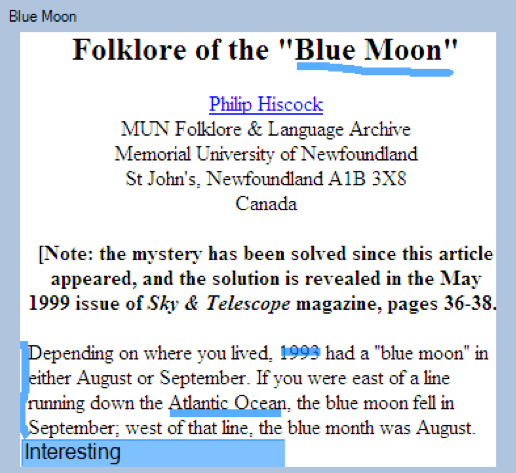 Blue Moon
Folklore of the "Blue Moon"
Philip Hiscock
MUN Folklore & Language Archive
Memorial University of Newfoundland
St John's, Newfoundland A1B 3X8
Canada
[Note: the mystery has been solved since this article
appeared, and the solution is revealed in the May
1999 issue of Sky & Telescope magazine, pages 36-38.
Depending on where you lived, 1993 had a "blue moon" in
either August or September. If you were east of a line
running down the Atlantic Ocean, the blue moon fell in
September; west of that line, the blue month was August.
Interesting